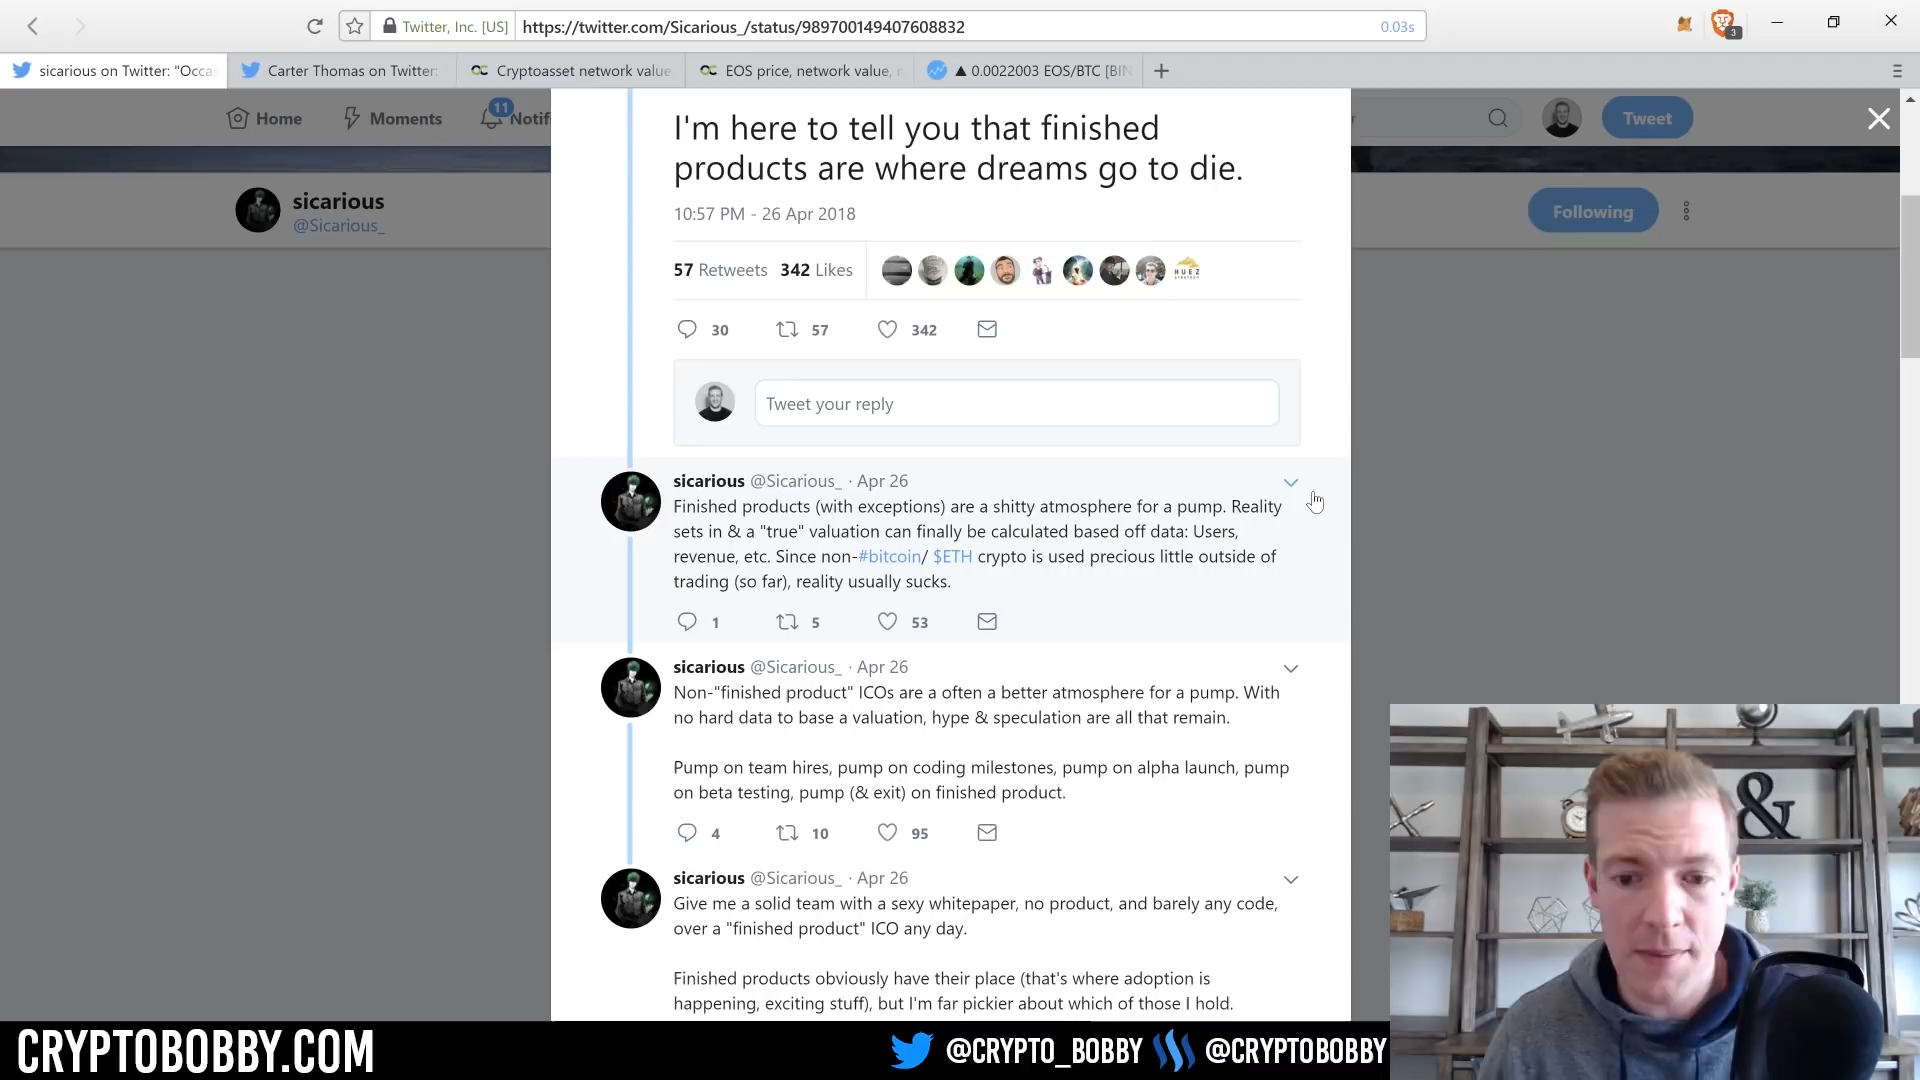 Twitter, Inc. [US]
https://twitter.com/Sicarious_/status/989700149407608832
0.03s
3
sicarious on Twitter: "Occa
Carter Thomas on Twitter:
Cryptoasset network value
EOS price, network value,
▲ 0.0022003 EOS/BTC [BIN
Home
Moments
11
Notif
Tweet
sicarious
@Sicarious_
Following
I'm here to tell you that finished
products are where dreams go to die.
10:57 PM - 26 Apr 2018
57 Retweets 342 Likes
HUEZ
STRATEGY
30
57
342
Tweet your reply
sicarious @Sicarious_ · Apr 26
Finished products (with exceptions) are a shitty atmosphere for a pump. Reality
sets in & a "true" valuation can finally be calculated based off data: Users,
revenue, etc. Since non-#bitcoin/ $ETH crypto is used precious little outside of
trading (so far), reality usually sucks.
1
5
53
sicarious @Sicarious_ · Apr 26
Non-"finished product" ICOs are a often a better atmosphere for a pump. With
no hard data to base a valuation, hype & speculation are all that remain.
Pump on team hires, pump on coding milestones, pump on alpha launch, pump
on beta testing, pump (& exit) on finished product.
4
10
95
sicarious @Sicarious_ · Apr 26
Give me a solid team with a sexy whitepaper, no product, and barely any code,
over a "finished product" ICO any day.
Finished products obviously have their place (that's where adoption is
happening, exciting stuff), but I'm far pickier about which of those I hold.
&
CRYPTOBOBBY.COM
@CRYPTO_BOBBY
@CRYPTOBOBBY